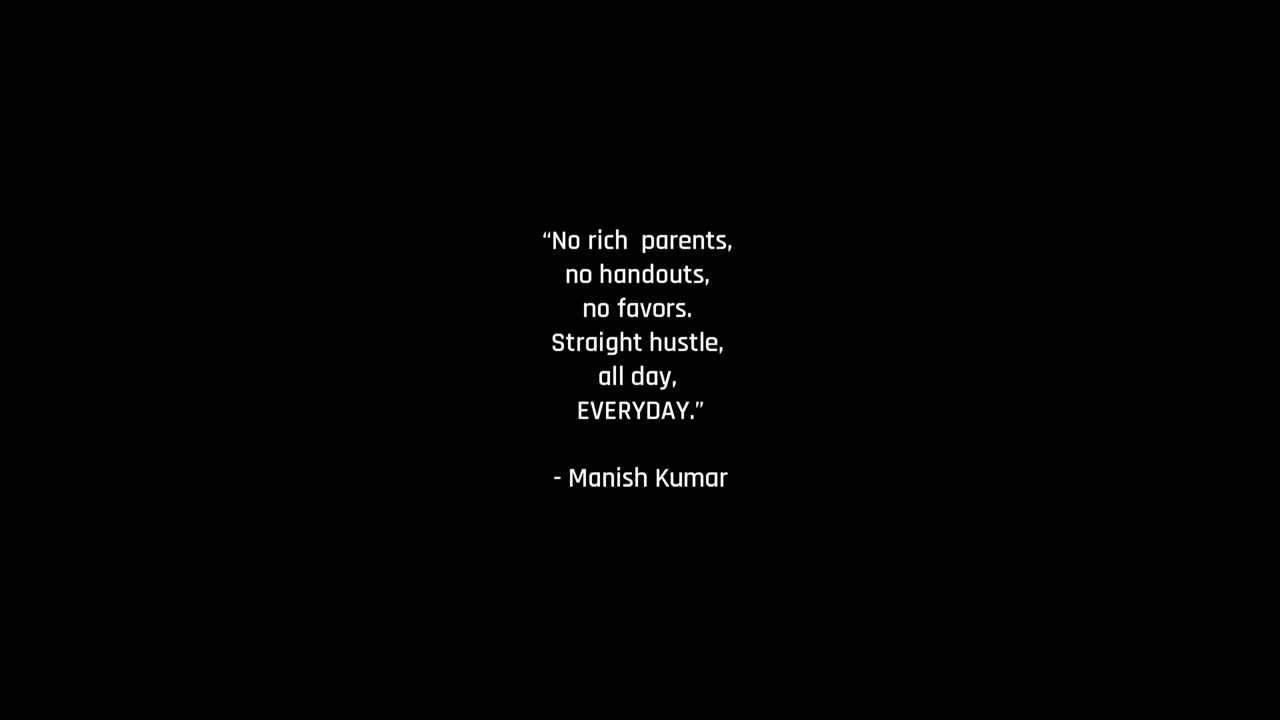 “No rich  parents,
no handouts,
no favors.
Straight hustle,
all day,
EVERYDAY.”
- Manish Kumar